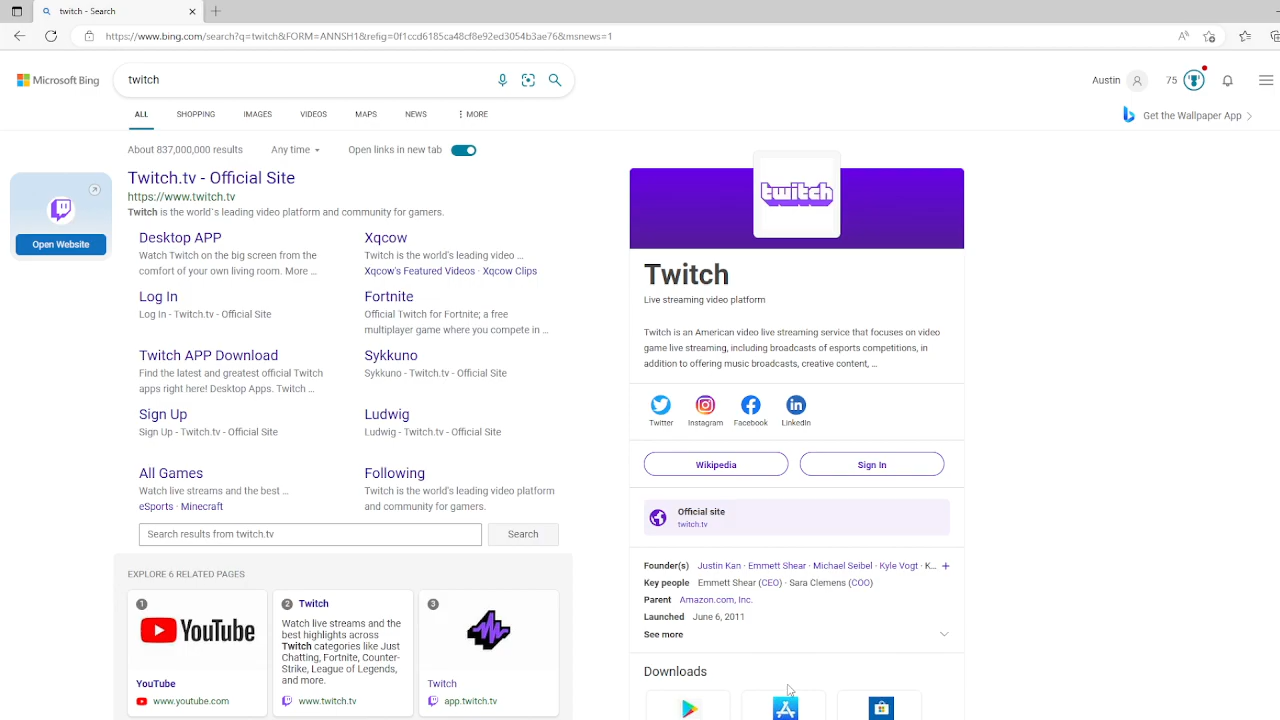 twitch - Search
https://www.bing.com/search?q=twitch&FORM=ANNSH1&refig=0f1ccd6185ca48cf8e92ed3054b3ae76&msnews=1
Microsoft Bing
twitch
Austin
75
ALL
SHOPPING
IMAGES
VIDEOS
MAPS
NEWS
MORE
Get the Wallpaper App
About 837,000,000 results
Any time
Open links in new tab
Open Website
Twitch.tv - Official Site
https://www.twitch.tv
Twitch is the world`s leading video platform and community for gamers.
Desktop APP
Watch Twitch on the big screen from the
comfort of your own living room. More ...
Log In
Log In - Twitch.tv - Official Site
Twitch APP Download
Find the latest and greatest official Twitch
apps right here! Desktop Apps. Twitch ...
Sign Up
Sign Up - Twitch.tv - Official Site
All Games
Watch live streams and the best ...
eSports · Minecraft
Xqcow
Twitch is the world's leading video ...
Xqcow's Featured Videos · Xqcow Clips
Fortnite
Official Twitch for Fortnite; a free
multiplayer game where you compete in ...
Sykkuno
Sykkuno - Twitch.tv - Official Site
Ludwig
Ludwig - Twitch.tv - Official Site
Following
Twitch is the world's leading video platform
and community for gamers.
Search results from twitch.tv
Search
EXPLORE 6 RELATED PAGES
1
YouTube
YouTube
www.youtube.com
2 Twitch
Watch live streams and the
best highlights across
Twitch categories like Just
Chatting, Fortnite, Counter-
Strike, League of Legends,
and more.
www.twitch.tv
3
Twitch
app.twitch.tv
twitch
Twitch
Live streaming video platform
Twitch is an American video live streaming service that focuses on video
game live streaming, including broadcasts of esports competitions, in
addition to offering music broadcasts, creative content, ...
Twitter
Instagram
Facebook
LinkedIn
Wikipedia
Sign In
Official site
twitch.tv
Founder(s) Justin Kan · Emmett Shear · Michael Seibel · Kyle Vogt · K... +
Key people Emmett Shear (CEO) · Sara Clemens (COO)
Parent Amazon.com, Inc.
Launched June 6, 2011
See more
Downloads